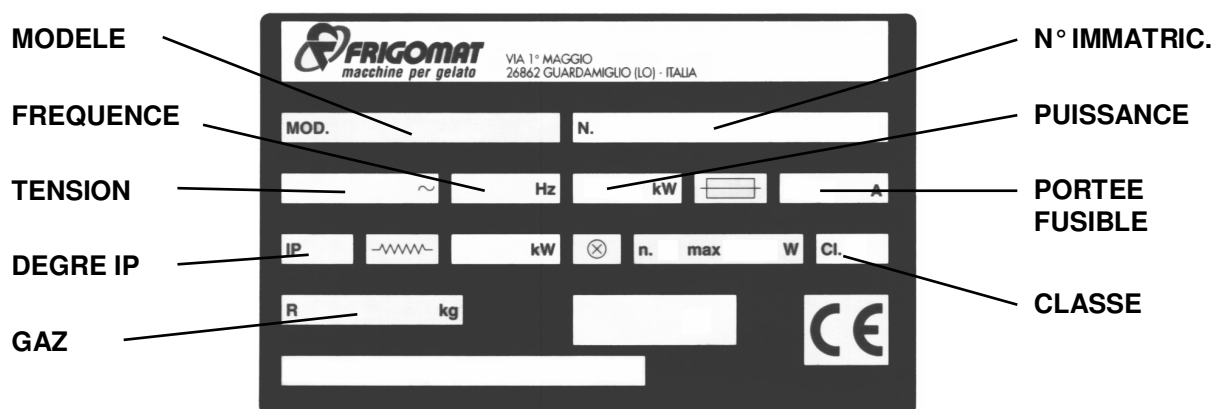 MODELE
FRIGOMAT
macchine per gelato
VIA 1° MAGGIO
26862 GUARDAMIGLIO (LO) - ITALIA
N° IMMATRIC.
FREQUENCE
MOD.
N.
PUISSANCE
TENSION
~ Hz kW A
PORTEE
FUSIBLE
DEGRE IP
IP kW n. max W Cl.
CLASSE
GAZ
R kg
CE